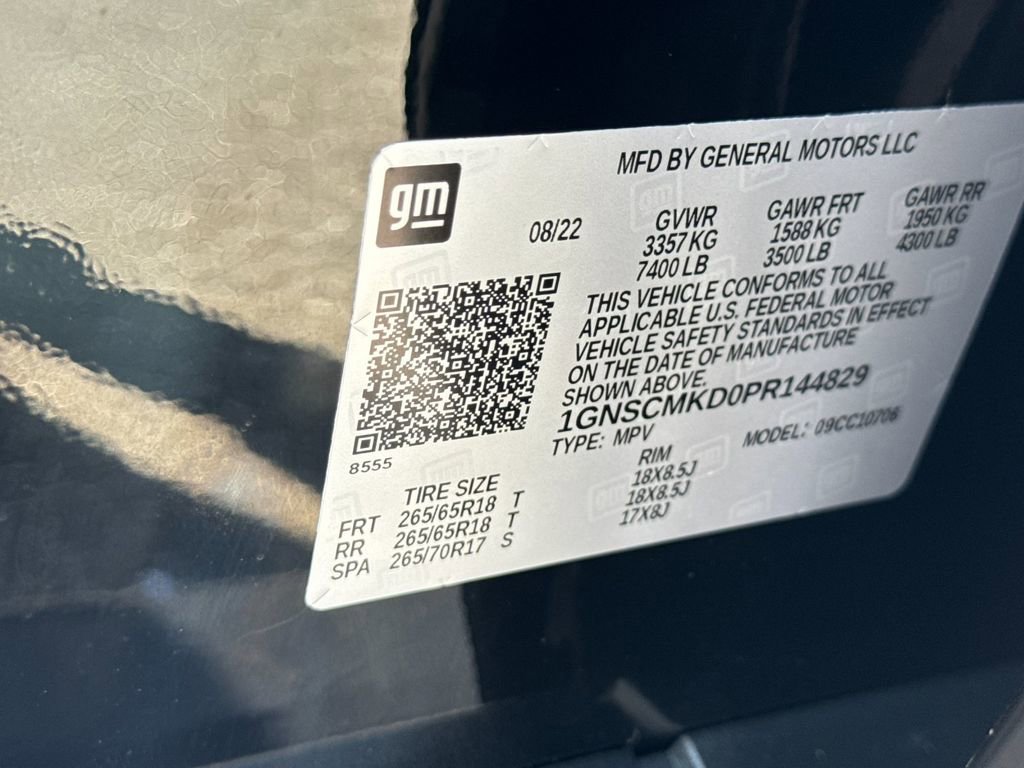 gm
MFD BY GENERAL MOTORS LLC
08/22
GVWR
3357 KG
7400 LB
GAWR FRT
1588 KG
3500 LB
GAWR RR
1950 KG
4300 LB
THIS VEHICLE CONFORMS TO ALL
APPLICABLE U.S. FEDERAL MOTOR
VEHICLE SAFETY STANDARDS IN EFFECT
ON THE DATE OF MANUFACTURE
SHOWN ABOVE.
1GNSCMKD0PR144829
TYPE: MPV
MODEL: 09CC10706
8555
TIRE SIZE
RIM
FRT 265/65R18 T 18X8.5J
RR 265/65R18 T 18X8.5J
SPA 265/70R17 S 17X8J